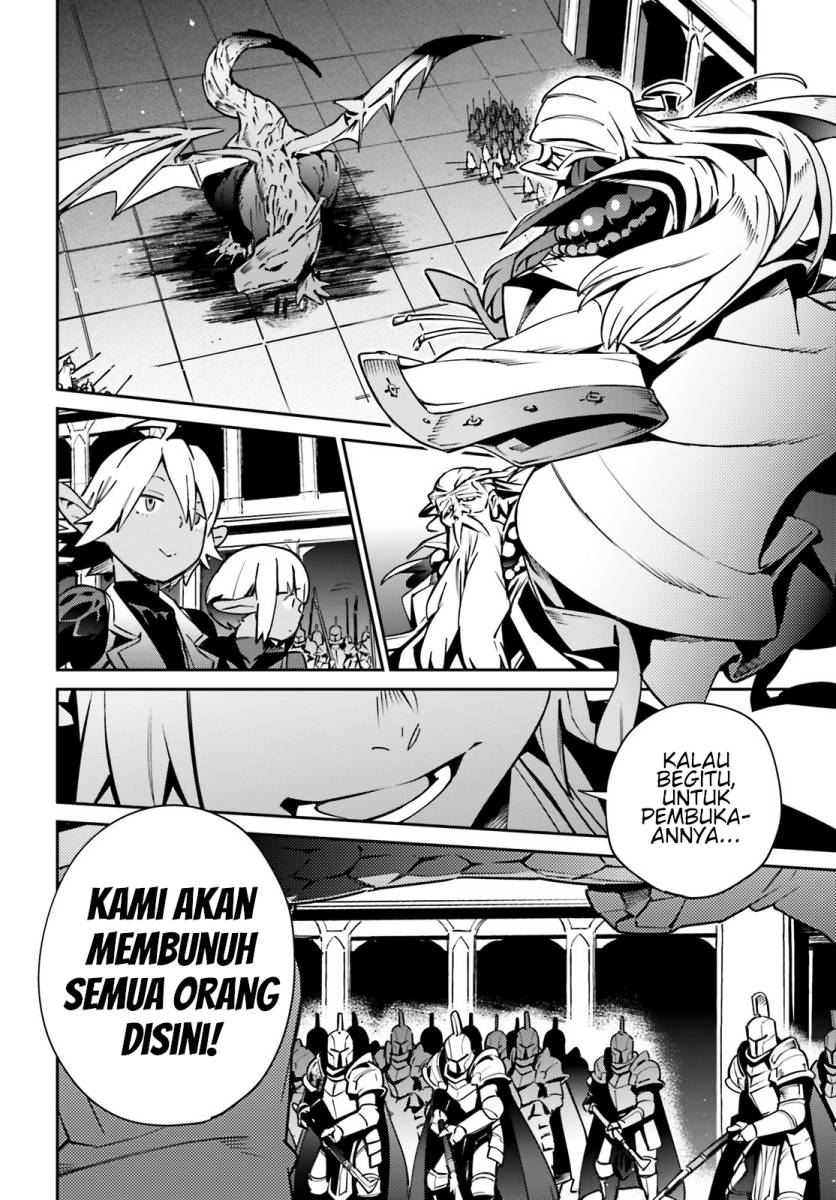 KALAU
BEGITU,
UNTUK
PEMBUKA-
ANNYA...
KAMI AKAN
MEMBUNUH
SEMUA ORANG
DISINI!